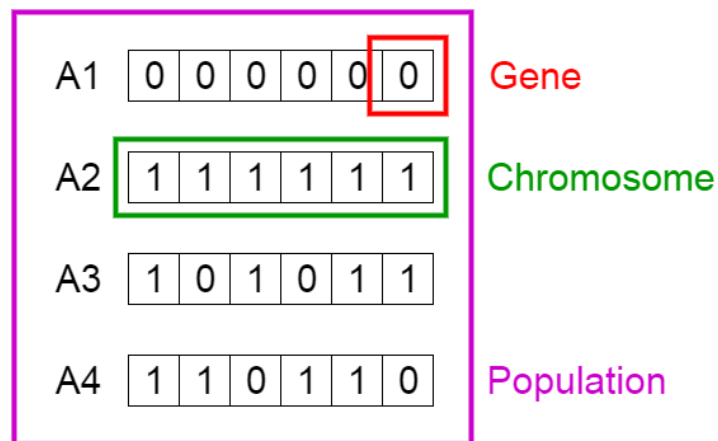 A1 0 0 0 0 0 0 Gene
A2 1 1 1 1 1 1 Chromosome
A3 1 0 1 0 1 1
A4 1 1 0 1 1 0 Population